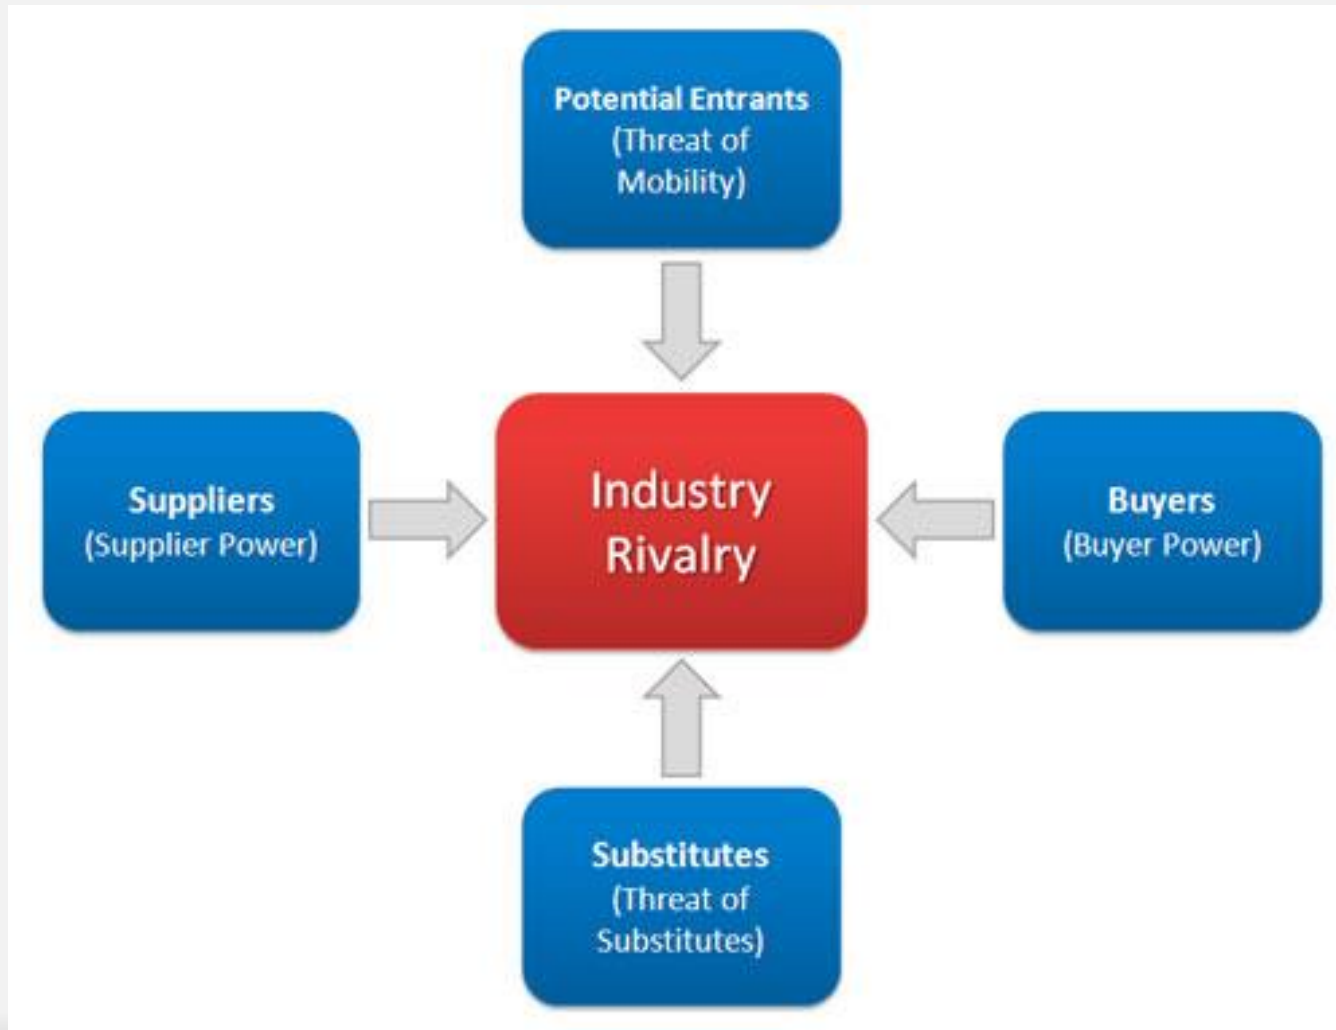 Potential Entrants
(Threat of
Mobility)
Suppliers
(Supplier Power)
Industry
Rivalry
Buyers
(Buyer Power)
Substitutes
(Threat of
Substitutes)